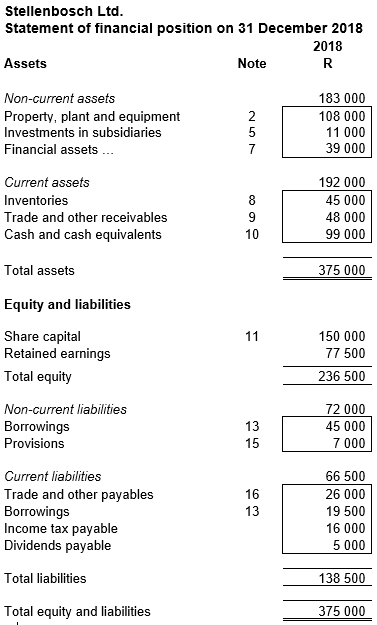 Stellenbosch Ltd.
Statement of financial position on 31 December 2018
2018
Assets Note R
Non-current assets 183 000
Property, plant and equipment 2 108 000
Investments in subsidiaries 5 11 000
Financial assets ... 7 39 000
Current assets 192 000
Inventories 8 45 000
Trade and other receivables 9 48 000
Cash and cash equivalents 10 99 000
Total assets 375 000
Equity and liabilities
Share capital 11 150 000
Retained earnings 77 500
Total equity 236 500
Non-current liabilities 72 000
Borrowings 13 45 000
Provisions 15 7 000
Current liabilities 66 500
Trade and other payables 16 26 000
Borrowings 13 19 500
Income tax payable 16 000
Dividends payable 5 000
Total liabilities 138 500
Total equity and liabilities 375 000